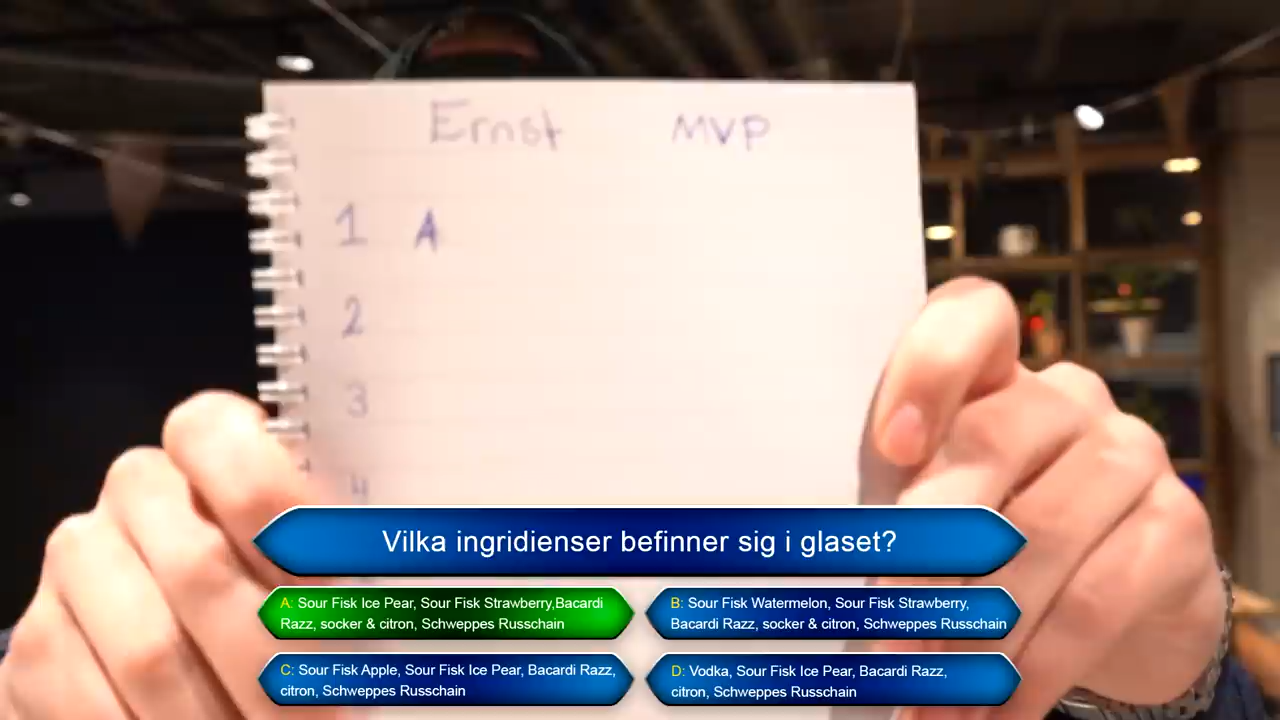 Ernst MVP
1 A
2
3
4
Vilka ingridienser befinner sig i glaset?
A: Sour Fisk Ice Pear, Sour Fisk Strawberry,Bacardi
Razz, socker & citron, Schweppes Russchain
B: Sour Fisk Watermelon, Sour Fisk Strawberry,
Bacardi Razz, socker & citron, Schweppes Russchain
C: Sour Fisk Apple, Sour Fisk Ice Pear, Bacardi Razz,
citron, Schweppes Russchain
D: Vodka, Sour Fisk Ice Pear, Bacardi Razz,
citron, Schweppes Russchain